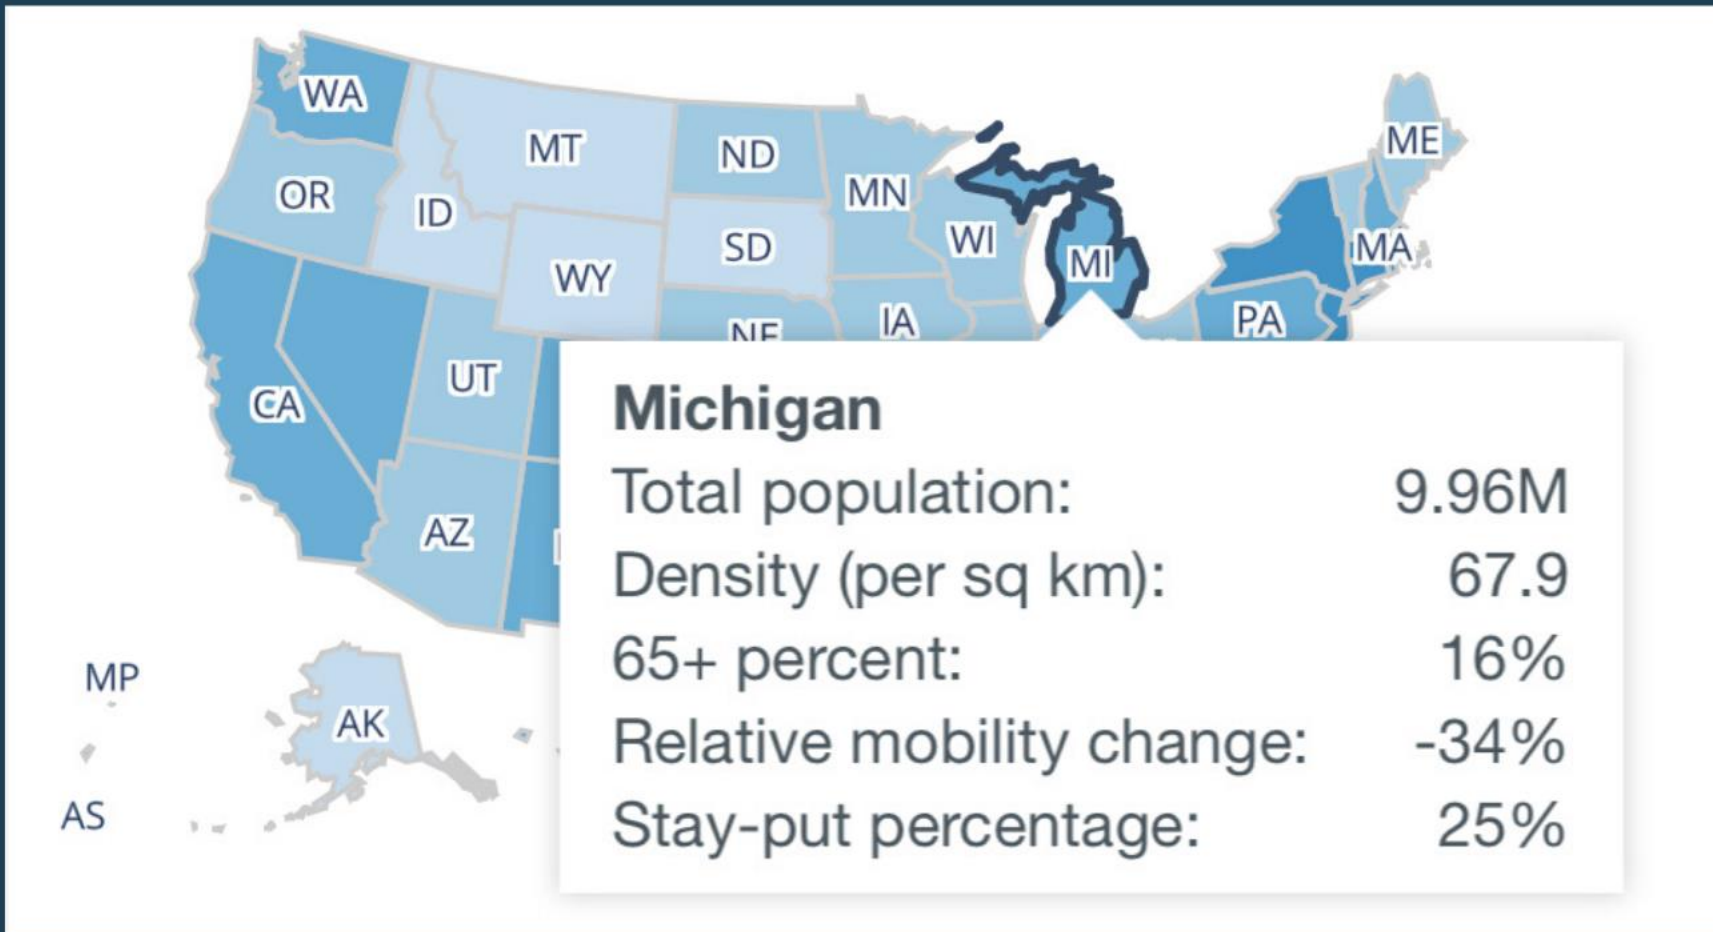 WA
MT
ND
ME
OR
ID
MN
SD
WI
MI
MA
WY
NE
IA
PA
UT
CA
AZ
MP
AK
AS
Michigan
Total population: 9.96M
Density (per sq km): 67.9
65+ percent: 16%
Relative mobility change: -34%
Stay-put percentage: 25%